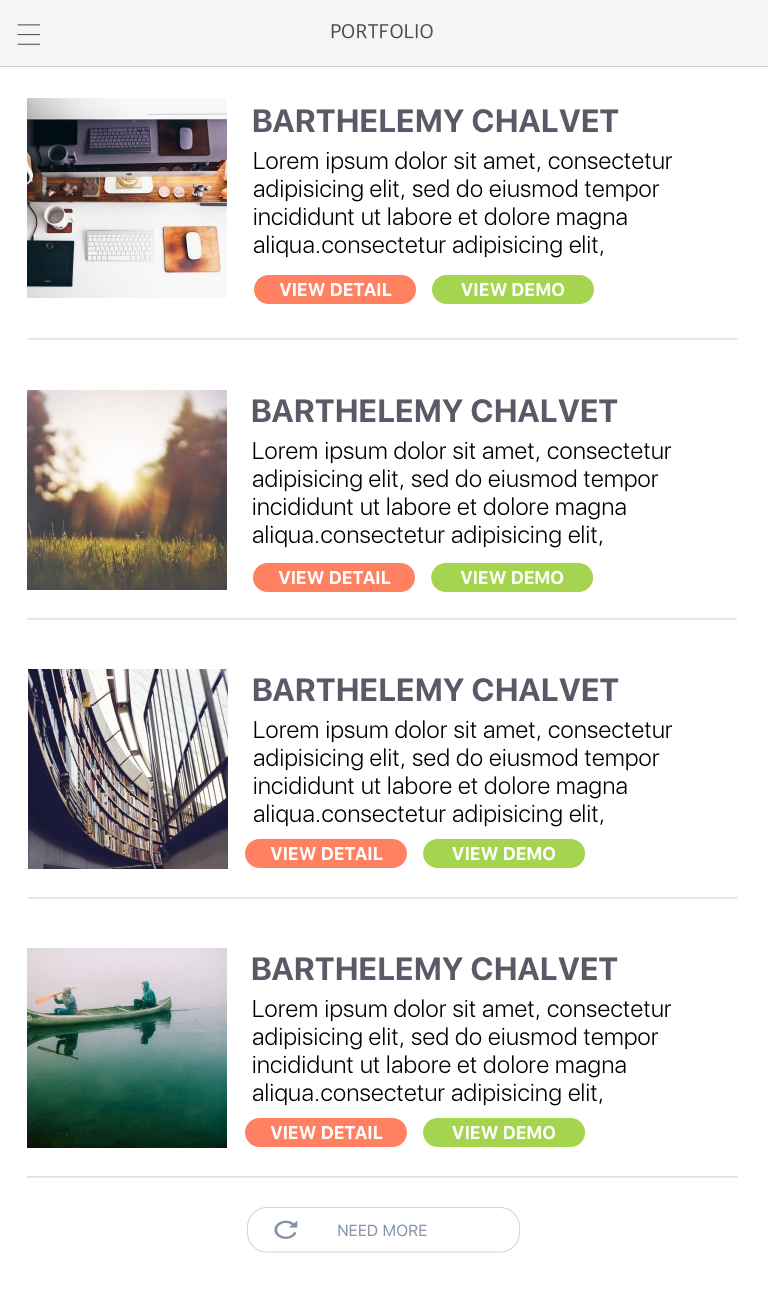 PORTFOLIO
BARTHELEMY CHALVET
Lorem ipsum dolor sit amet, consectetur
adipisicing elit, sed do eiusmod tempor
incididunt ut labore et dolore magna
aliqua.consectetur adipisicing elit,
VIEW DETAIL VIEW DEMO
BARTHELEMY CHALVET
Lorem ipsum dolor sit amet, consectetur
adipisicing elit, sed do eiusmod tempor
incididunt ut labore et dolore magna
aliqua.consectetur adipisicing elit,
VIEW DETAIL VIEW DEMO
BARTHELEMY CHALVET
Lorem ipsum dolor sit amet, consectetur
adipisicing elit, sed do eiusmod tempor
incididunt ut labore et dolore magna
aliqua.consectetur adipisicing elit,
VIEW DETAIL VIEW DEMO
BARTHELEMY CHALVET
Lorem ipsum dolor sit amet, consectetur
adipisicing elit, sed do eiusmod tempor
incididunt ut labore et dolore magna
aliqua.consectetur adipisicing elit,
VIEW DETAIL VIEW DEMO
NEED MORE